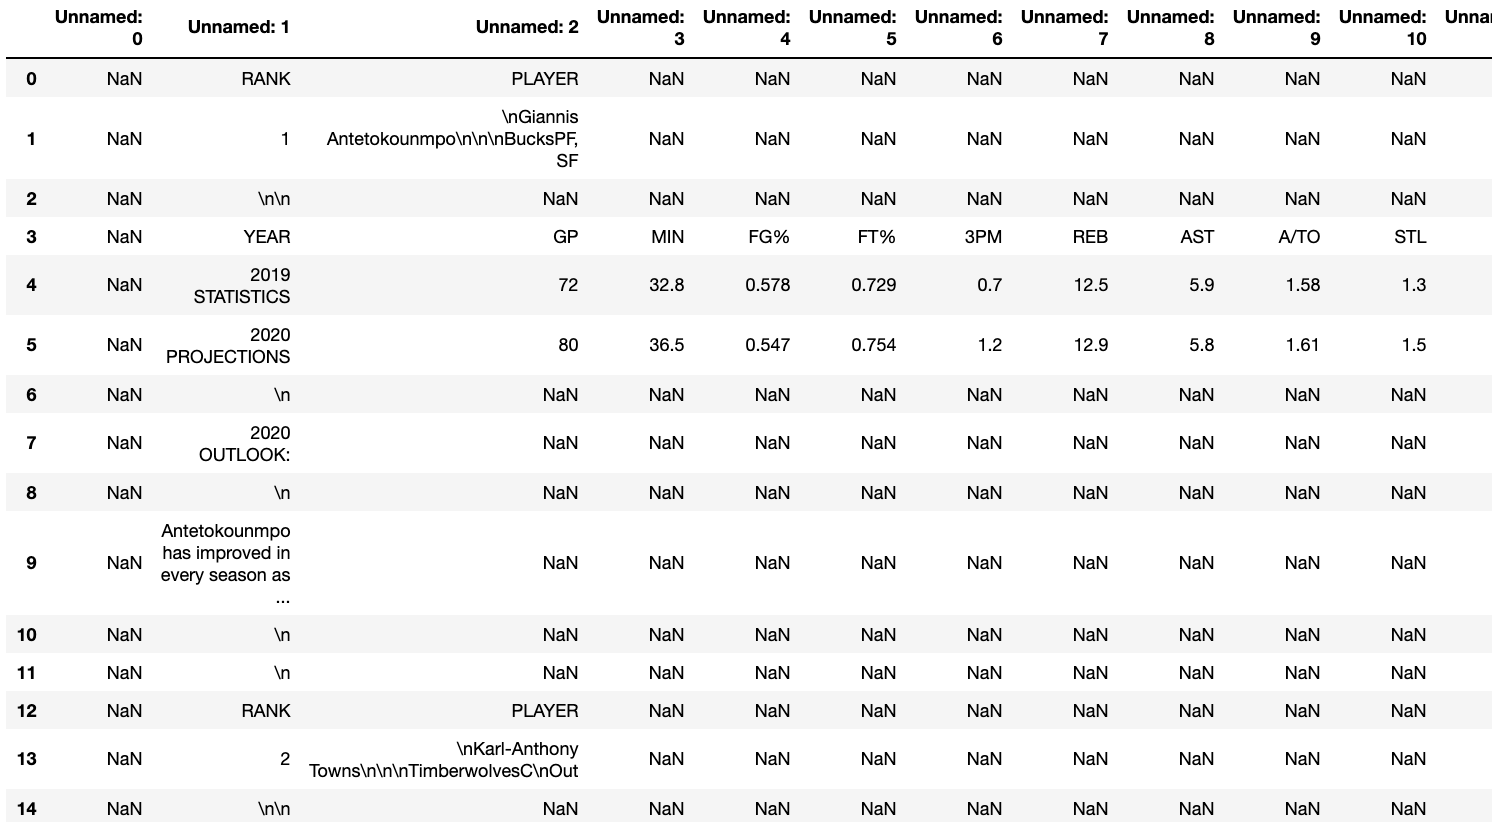 Unnamed: 0 Unnamed: 1 Unnamed: 2 Unnamed: 3 Unnamed: 4 Unnamed: 5 Unnamed: 6 Unnamed: 7 Unnamed: 8 Unnamed: 9 Unnamed: 10 Unnan
0 NaN RANK PLAYER NaN NaN NaN NaN NaN NaN NaN NaN
1 NaN 1 \nGiannis Antetokounmpo\n\n\nBucksPF, SF NaN NaN NaN NaN NaN NaN NaN NaN
2 NaN \n\n NaN NaN NaN NaN NaN NaN NaN NaN NaN
3 NaN YEAR GP MIN FG% FT% 3PM REB AST A/TO STL
4 NaN 2019 STATISTICS 72 32.8 0.578 0.729 0.7 12.5 5.9 1.58 1.3
5 NaN 2020 PROJECTIONS 80 36.5 0.547 0.754 1.2 12.9 5.8 1.61 1.5
6 NaN \n NaN NaN NaN NaN NaN NaN NaN NaN NaN
7 NaN 2020 OUTLOOK: NaN NaN NaN NaN NaN NaN NaN NaN NaN
8 NaN \n NaN NaN NaN NaN NaN NaN NaN NaN NaN
9 NaN Antetokounmpo has improved in every season as ... NaN NaN NaN NaN NaN NaN NaN NaN NaN
10 NaN \n NaN NaN NaN NaN NaN NaN NaN NaN NaN
11 NaN \n NaN NaN NaN NaN NaN NaN NaN NaN NaN
12 NaN RANK PLAYER NaN NaN NaN NaN NaN NaN NaN NaN
13 NaN 2 \nKarl-Anthony Towns\n\n\nTimberwolvesC\nOut NaN NaN NaN NaN NaN NaN NaN NaN
14 NaN \n\n NaN NaN NaN NaN NaN NaN NaN NaN NaN